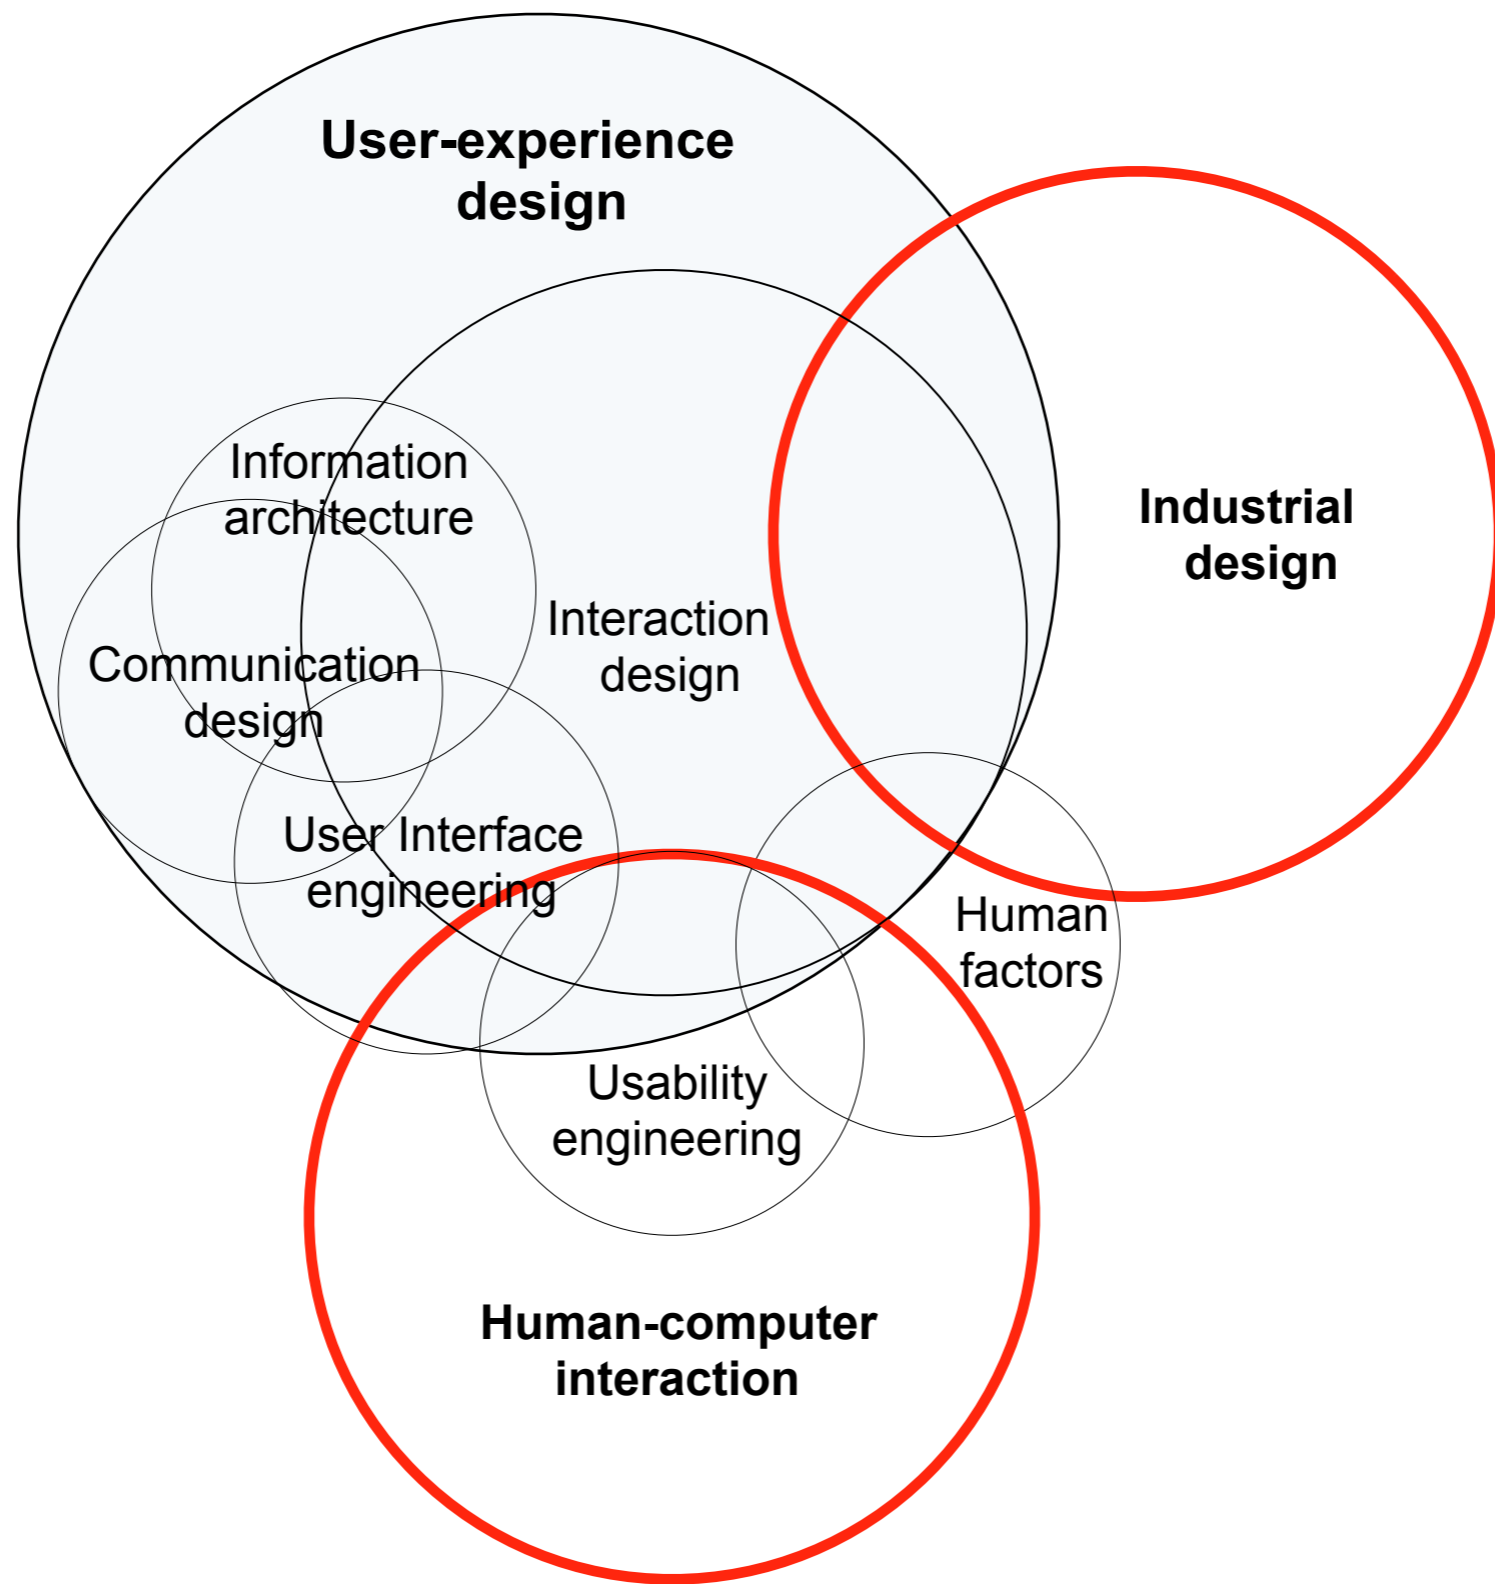 User-experience
design
Information
architecture
Industrial
design
Interaction
design
Communication
design
User Interface
engineering
Human
factors
Usability
engineering
Human-computer
interaction